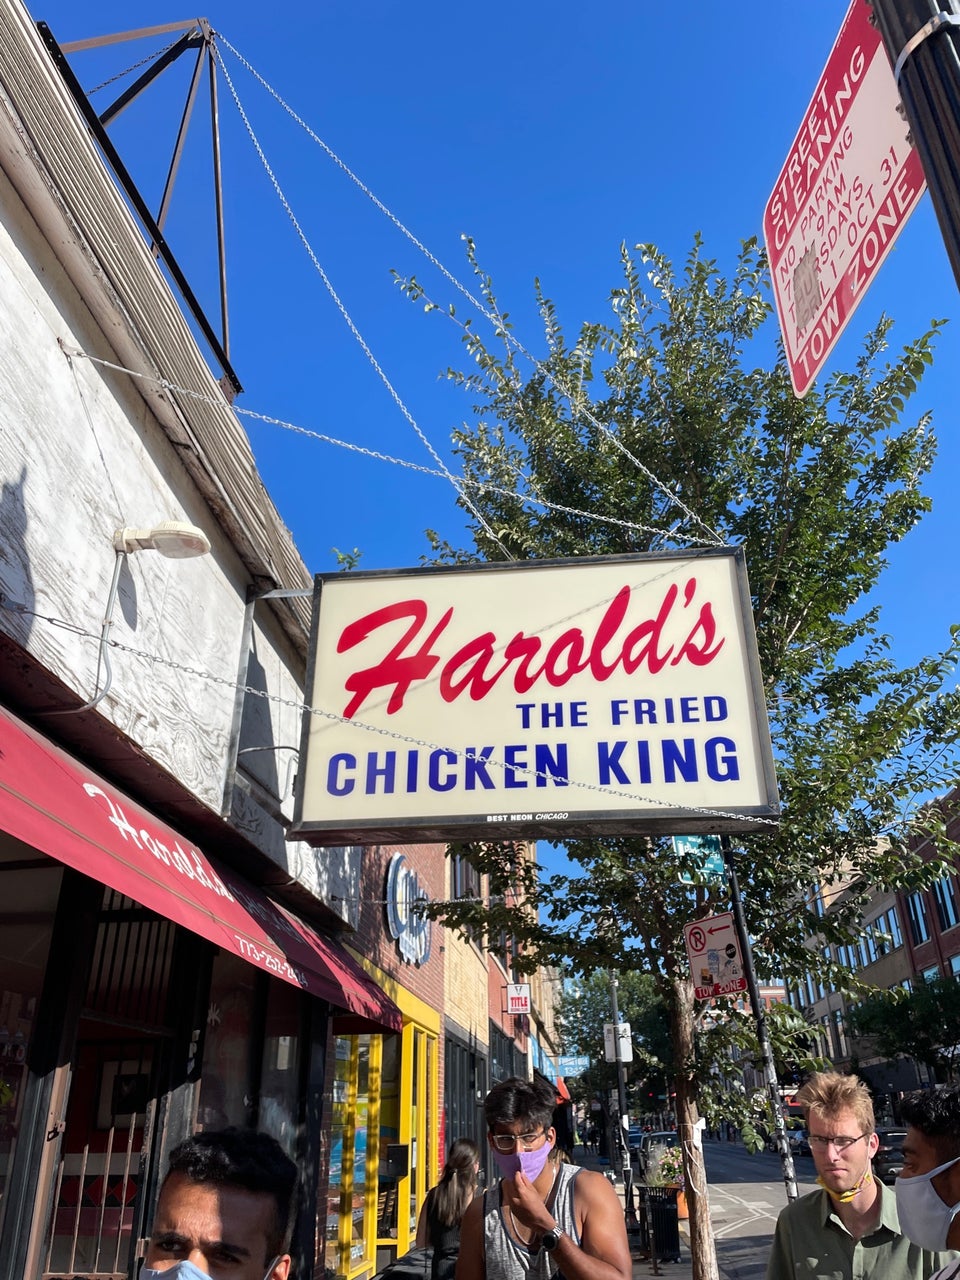 STREET
CLEANING
NO PARKING
9AM
1-OCT 31
TOW ZONE
Harold's
THE FRIED
CHICKEN KING
BEST NEON CHICAGO
Harold's
TITLE
TOW ZONE